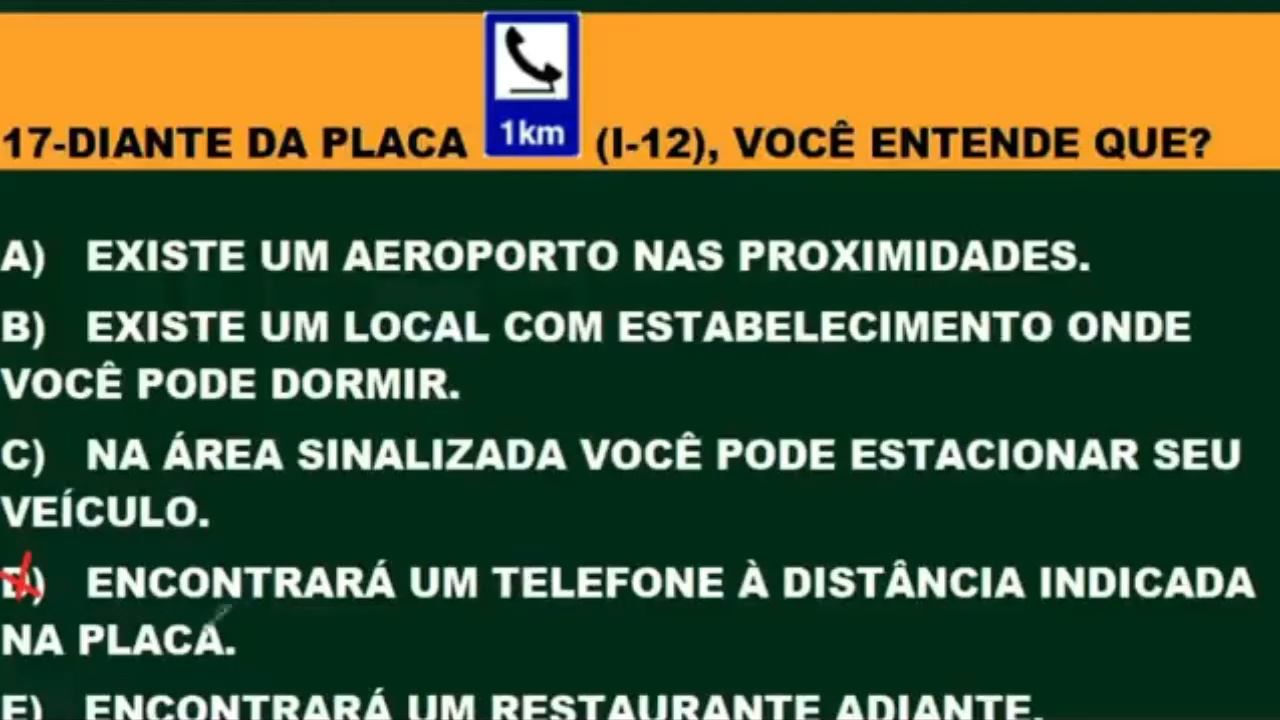 1km
17-DIANTE DA PLACA (I-12), VOCÊ ENTENDE QUE?
A) EXISTE UM AEROPORTO NAS PROXIMIDADES.
B) EXISTE UM LOCAL COM ESTABELECIMENTO ONDE
VOCÊ PODE DORMIR.
C) NA ÁREA SINALIZADA VOCÊ PODE ESTACIONAR SEU
VEÍCULO.
D) ENCONTRARÁ UM TELEFONE À DISTÂNCIA INDICADA
NA PLACA.
E) ENCONTRARÁ UM RESTAURANTE ADIANTE.